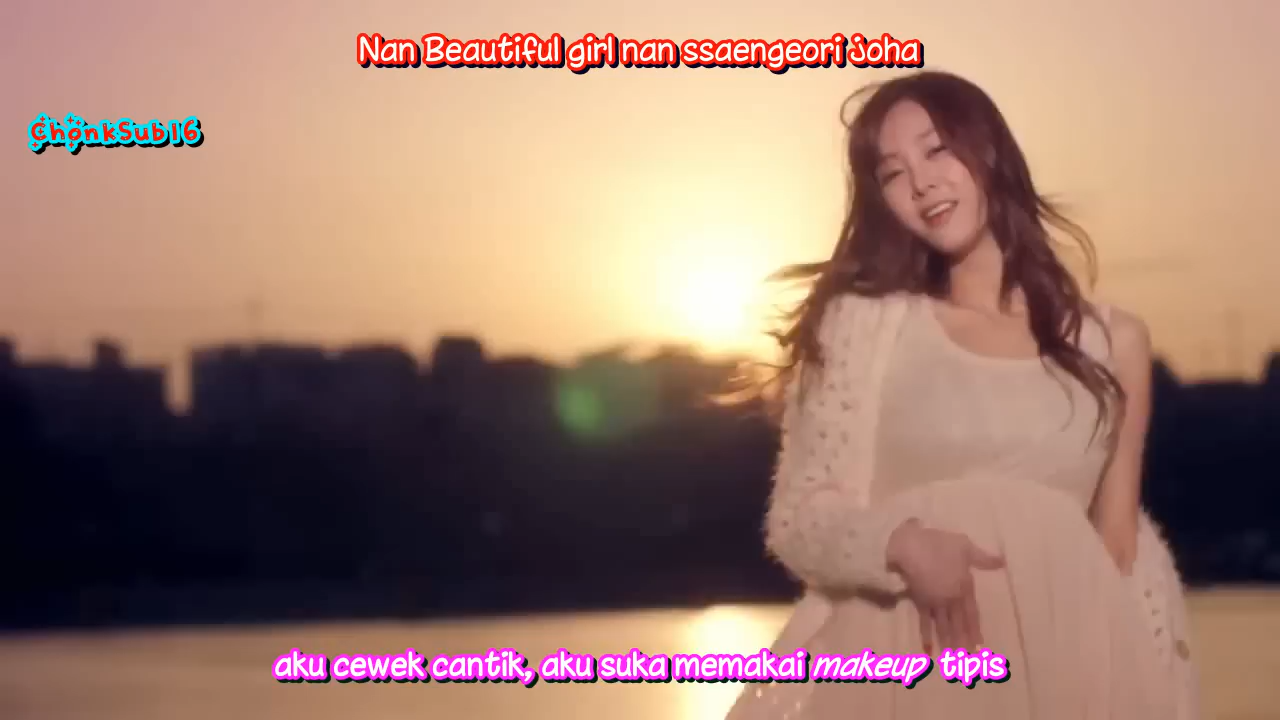 Nan Beautiful girl nan ssaengeori joha
ChonkSub16
aku cewek cantik, aku suka memakai makeup tipis